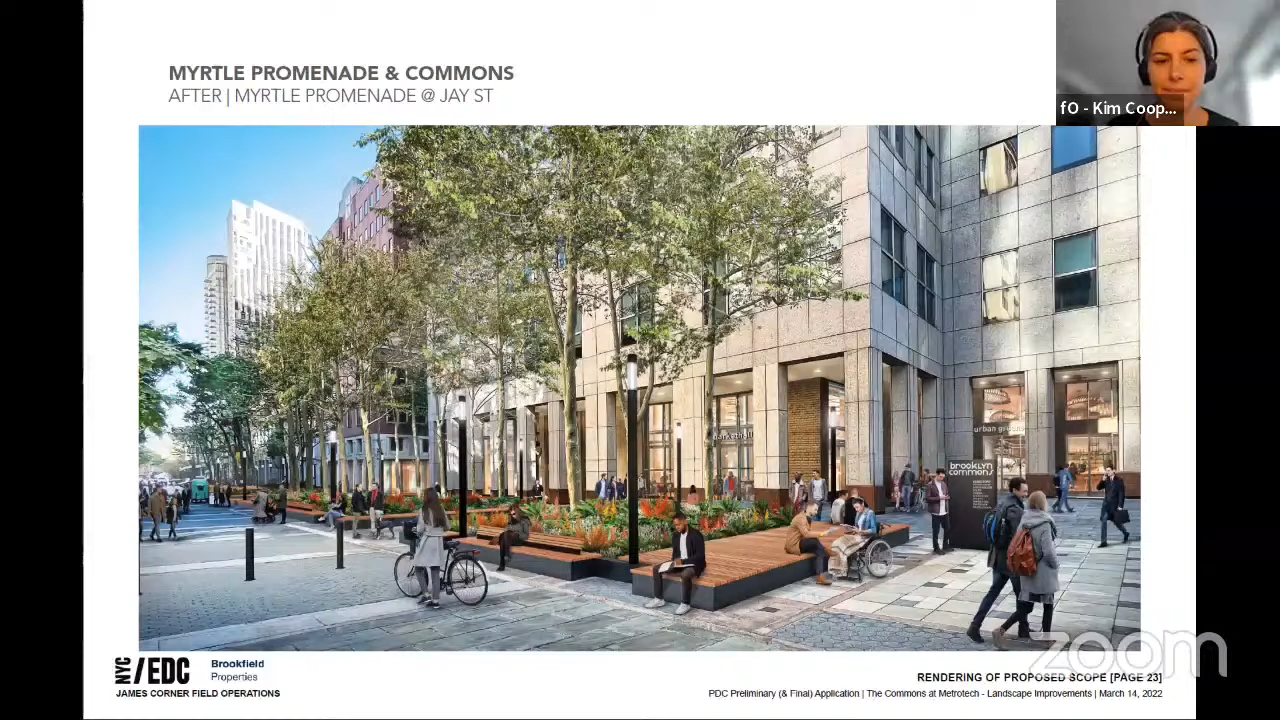 fO - Kim Coop...
MYRTLE PROMENADE & COMMONS
AFTER | MYRTLE PROMENADE @ JAY ST
markethall
urban greens
brooklyn
commons
NYC
/EDC
Brookfield
Properties
JAMES CORNER FIELD OPERATIONS
zoom
RENDERING OF PROPOSED SCOPE [PAGE 23]
PDC Preliminary (& Final) Application | The Commons at Metrotech - Landscape Improvements | March 14, 2022